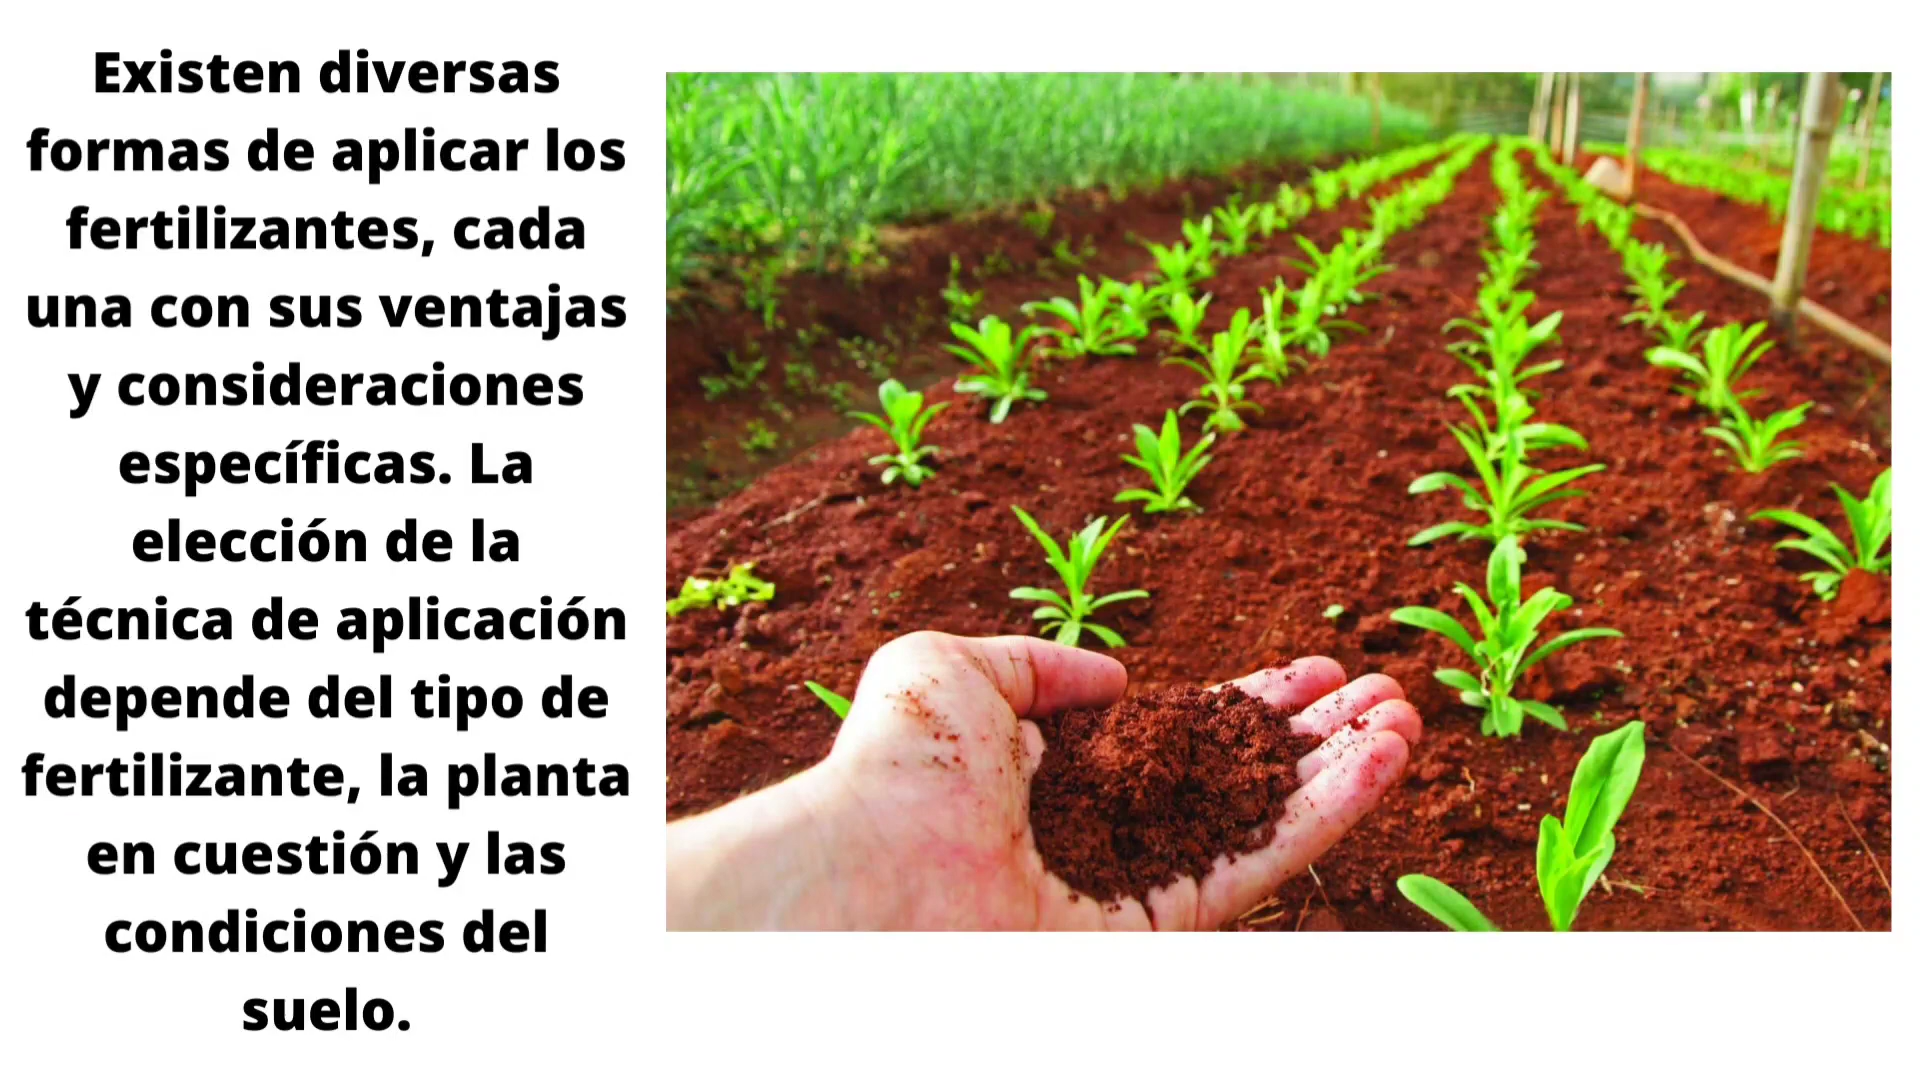 Existen diversas
formas de aplicar los
fertilizantes, cada
una con sus ventajas
y consideraciones
específicas. La
elección de la
técnica de aplicación
depende del tipo de
fertilizante, la planta
en cuestión y las
condiciones del
suelo.